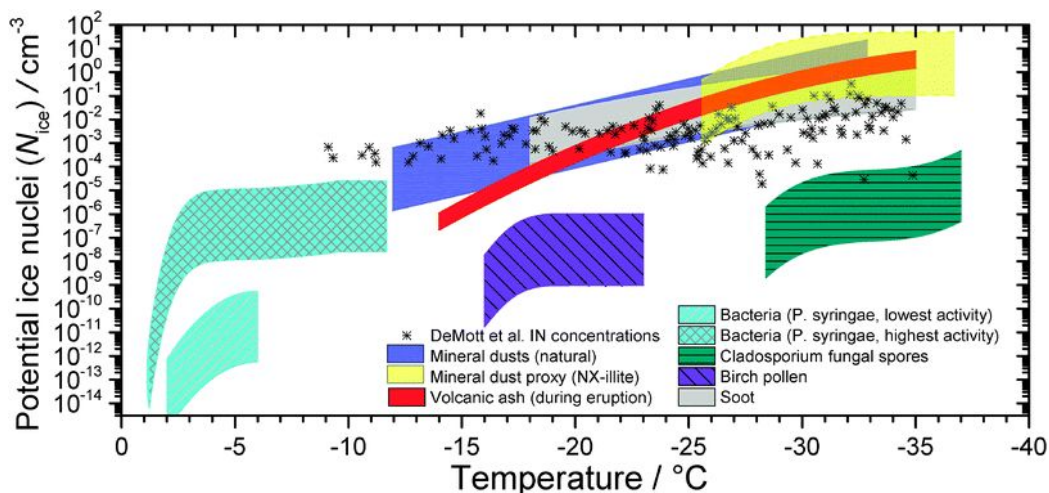 Potential ice nuclei (N_ice) / cm^-3
10^2
10^1
10^0
10^-1
10^-2
10^-3
10^-4
10^-5
10^-6
10^-7
10^-8
10^-9
10^-10
10^-11
10^-12
10^-13
10^-14
DeMott et al. IN concentrations
Mineral dusts (natural)
Mineral dust proxy (NX-illite)
Volcanic ash (during eruption)
Bacteria (P. syringae, lowest activity)
Bacteria (P. syringae, highest activity)
Cladosporium fungal spores
Birch pollen
Soot
0 -5 -10 -15 -20 -25 -30 -35 -40
Temperature / °C